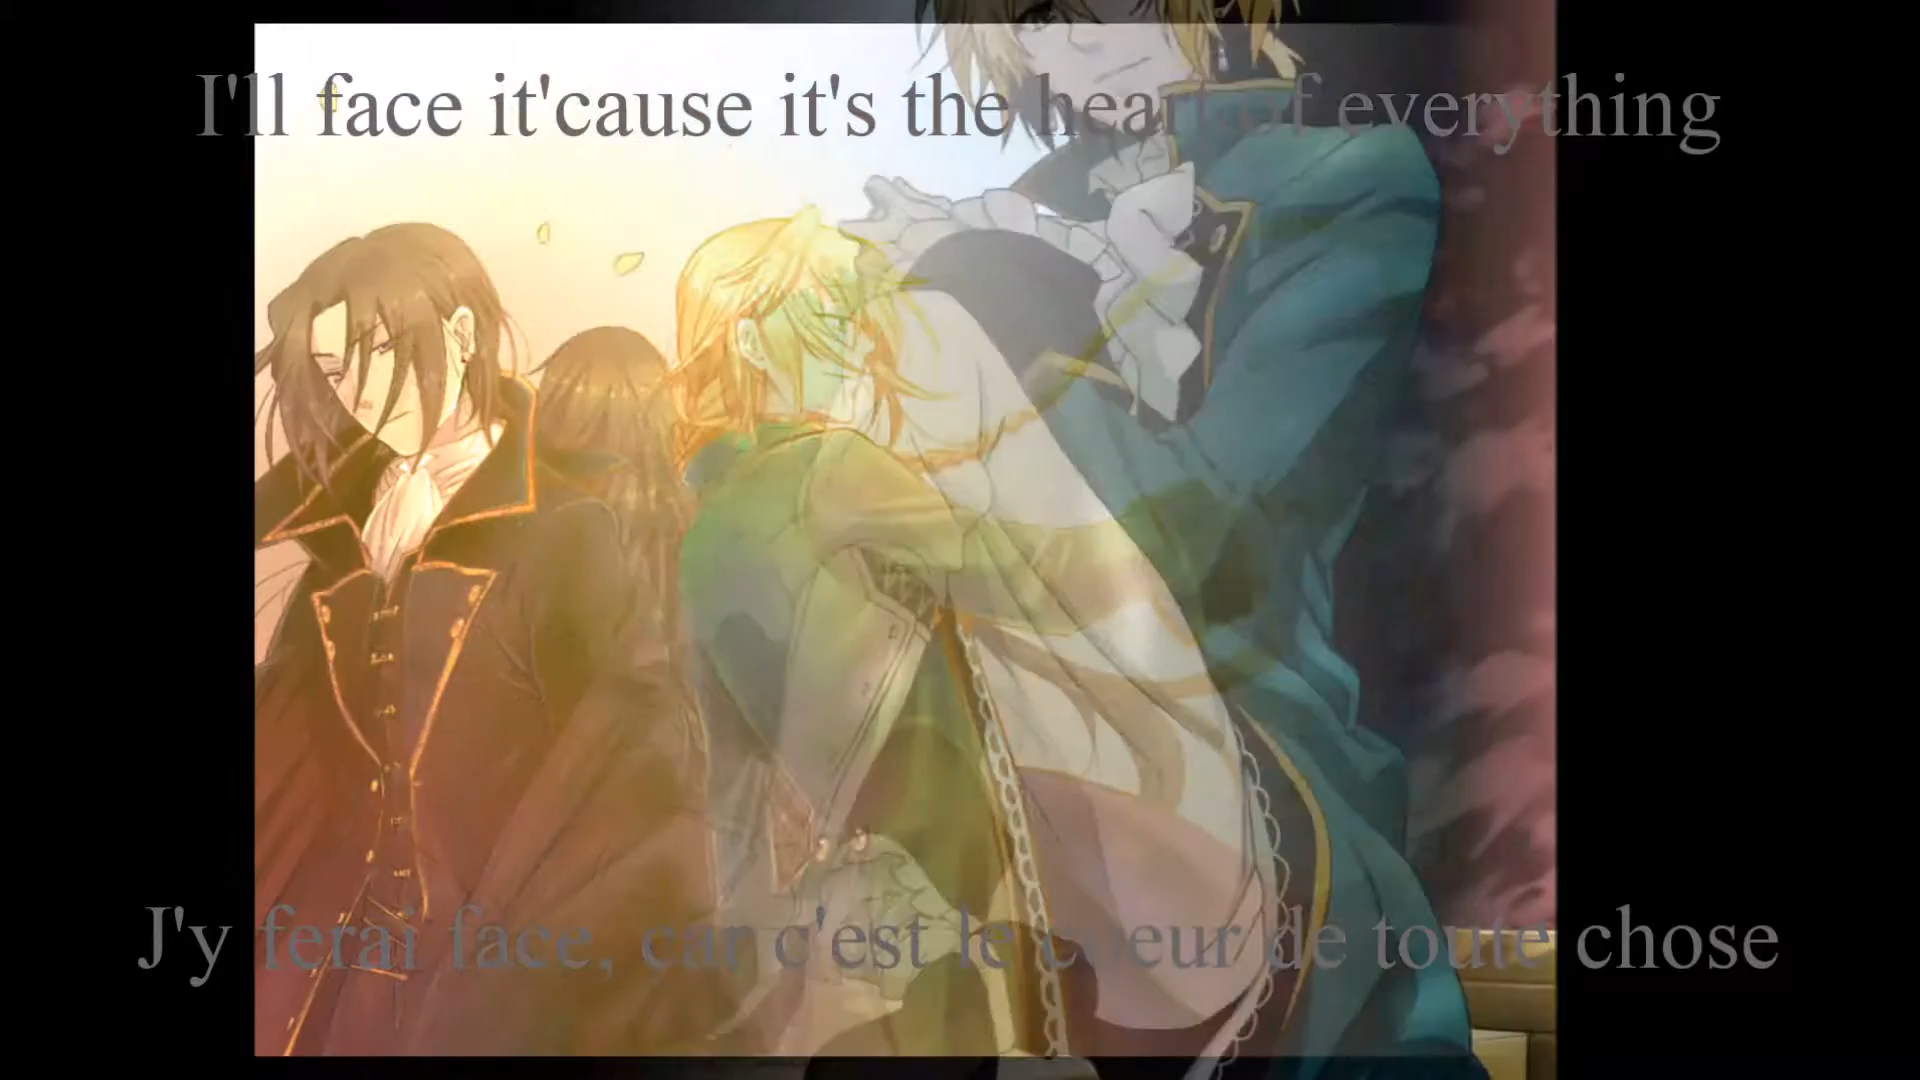 I'll face it'cause it's the heart of everything
J'y ferai face, car c'est le coeur de toute chose